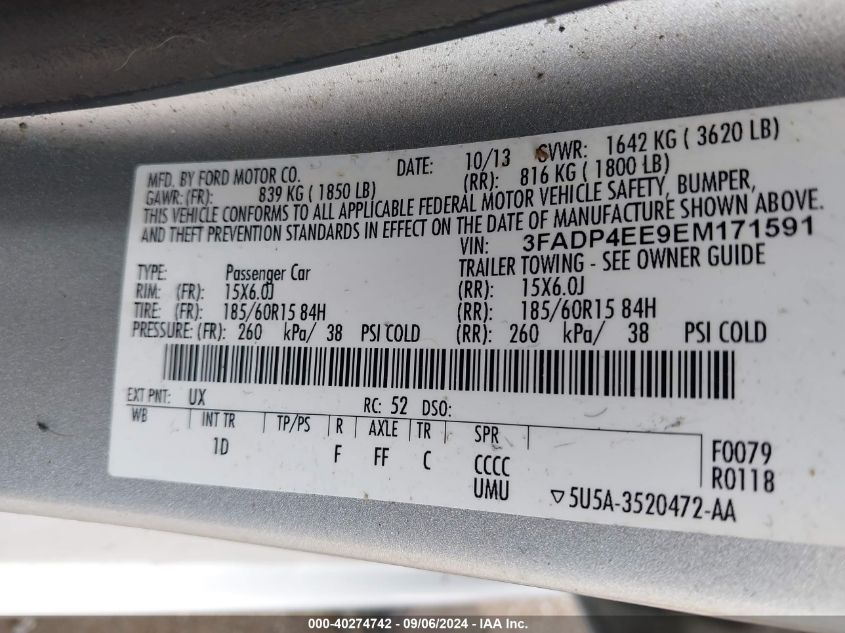 MFD. BY FORD MOTOR CO. DATE: 10/13 GVWR: 1642 KG ( 3620 LB)
GAWR: (FR): 839 KG ( 1850 LB) (RR): 816 KG ( 1800 LB)
THIS VEHICLE CONFORMS TO ALL APPLICABLE FEDERAL MOTOR VEHICLE SAFETY, BUMPER,
AND THEFT PREVENTION STANDARDS IN EFFECT ON THE DATE OF MANUFACTURE SHOWN ABOVE.
VIN: 3FADP4EE9EM171591
TYPE: Passenger Car TRAILER TOWING - SEE OWNER GUIDE
RIM: (FR): 15X6.0J (RR): 15X6.0J
TIRE: (FR): 185/60R15 84H (RR): 185/60R15 84H
PRESSURE: (FR): 260 kPa/ 38 PSI COLD (RR): 260 kPa/ 38 PSI COLD
EXT PNT: UX RC: 52 DSO:
WB INT TR TP/PS R AXLE TR SPR
1D F FF C CCCC
UMU
F0079
R0118
▽5U5A-3520472-AA
000-40274742 - 09/06/2024 - IAA Inc.